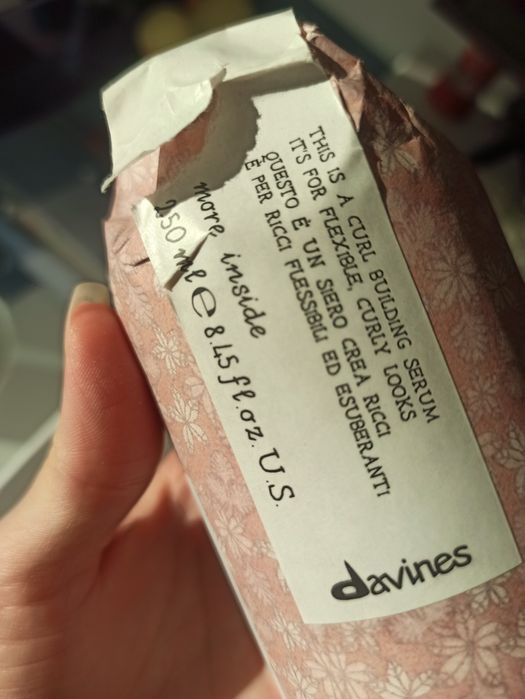 THIS IS A CURL BUILDING SERUM
IT'S FOR FLEXIBLE, CURLY LOOKS
QUESTO È UN SIERO CREA RICCI
È PER RICCI FLESSIBILI ED ESUBERANTI
more inside
250 ml e 8.45 fl.oz. U.S.
davines